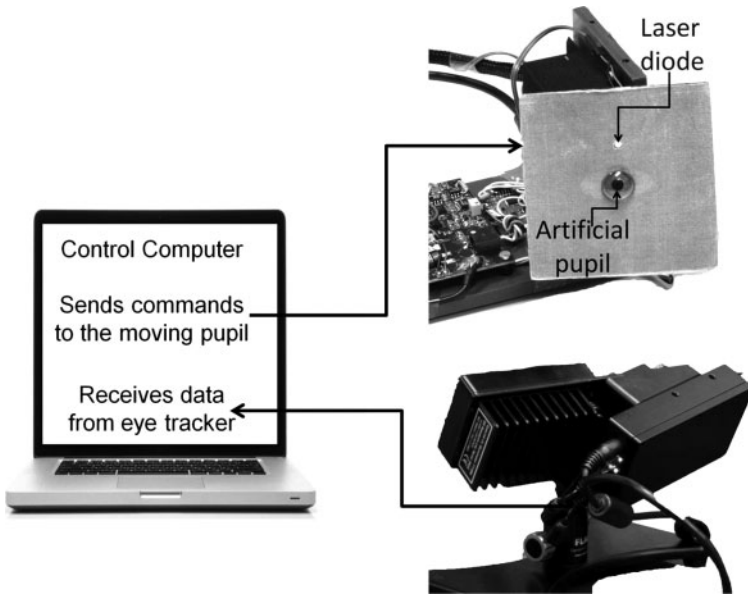 Laser
diode
Artificial
pupil
Control Computer
Sends commands
to the moving pupil
Receives data
from eye tracker